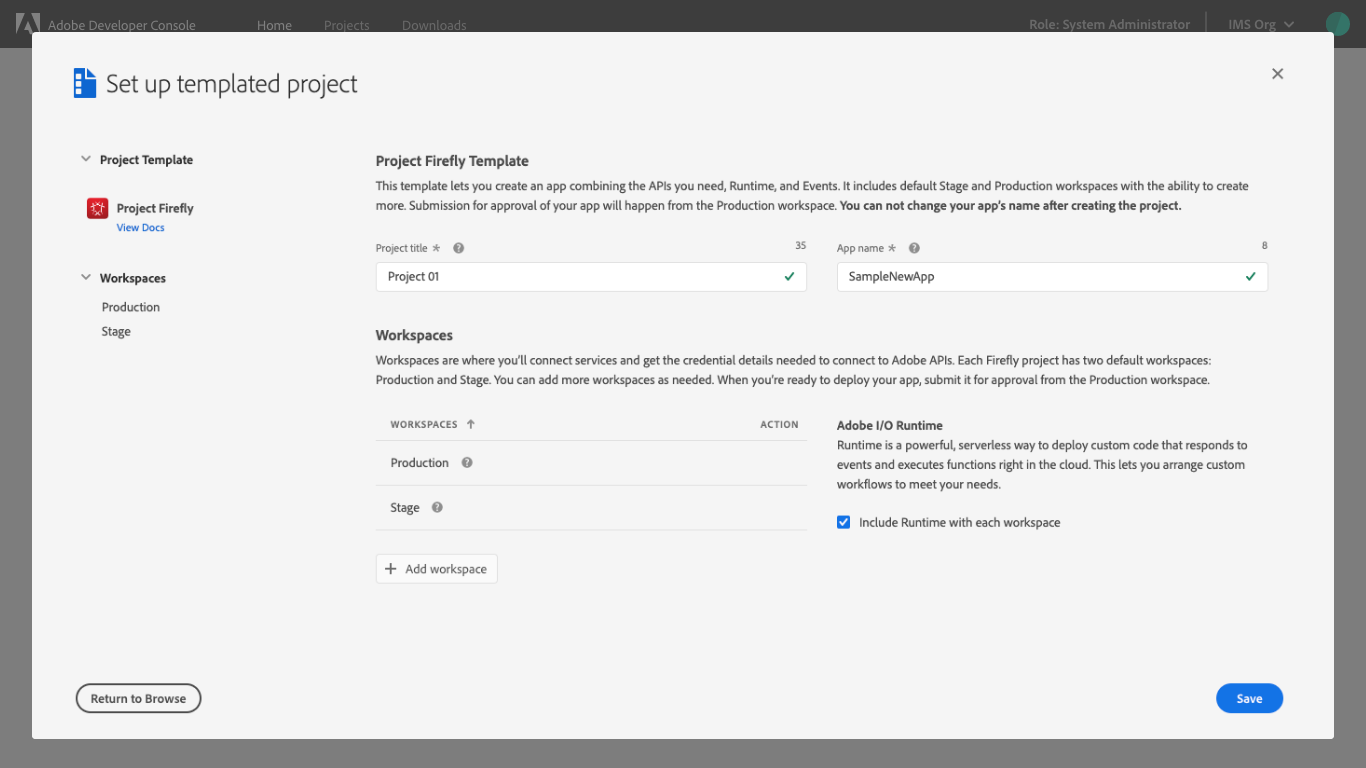 Adobe Developer Console
Home
Projects
Downloads
Role: System Administrator
IMS Org
Set up templated project
Project Template
Project Firefly
View Docs
Workspaces
Production
Stage
Project Firefly Template
This template lets you create an app combining the APIs you need, Runtime, and Events. It includes default Stage and Production workspaces with the ability to create
more. Submission for approval of your app will happen from the Production workspace. You can not change your app's name after creating the project.
Project title *
35
App name *
8
Project 01
SampleNewApp
Workspaces
Workspaces are where you'll connect services and get the credential details needed to connect to Adobe APIs. Each Firefly project has two default workspaces:
Production and Stage. You can add more workspaces as needed. When you're ready to deploy your app, submit it for approval from the Production workspace.
WORKSPACES
ACTION
Production
Stage
Add workspace
Adobe I/O Runtime
Runtime is a powerful, serverless way to deploy custom code that responds to
events and executes functions right in the cloud. This lets you arrange custom
workflows to meet your needs.
Include Runtime with each workspace
Return to Browse
Save